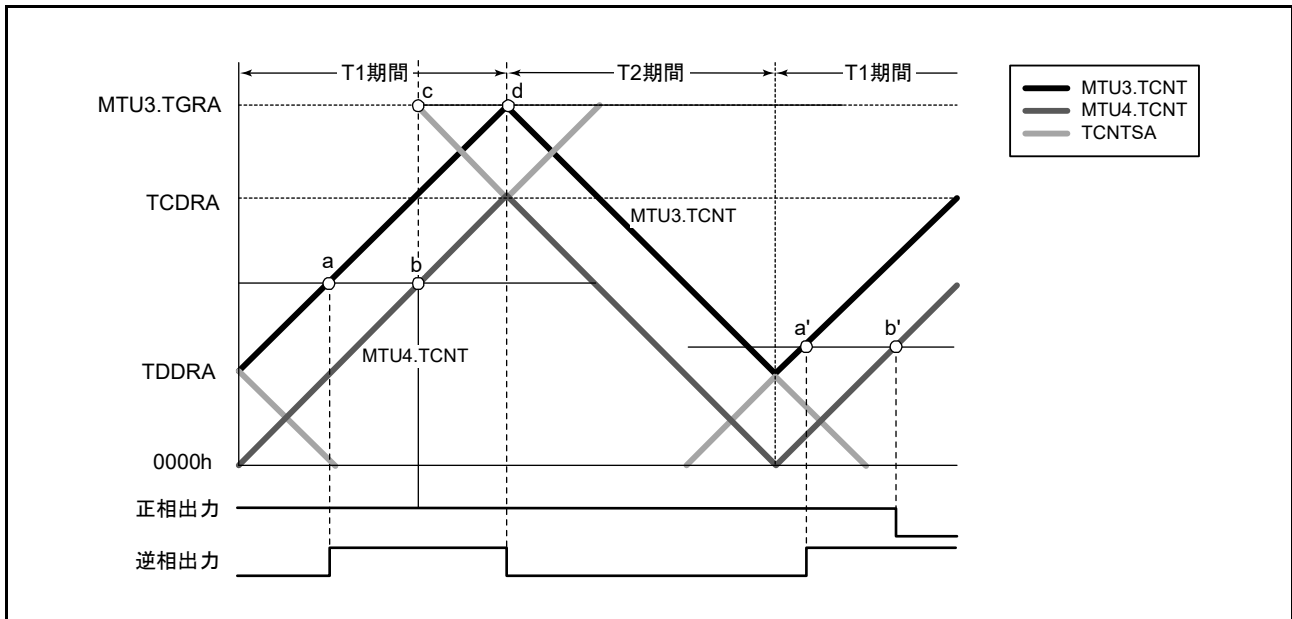 T1期間
T2期間
T1期間
MTU3.TCNT
MTU4.TCNT
TCNTSA
MTU3.TGRA
c
d
TCDRA
MTU3.TCNT
a
b
a'
b'
MTU4.TCNT
TDDRA
0000h
正相出力
逆相出力